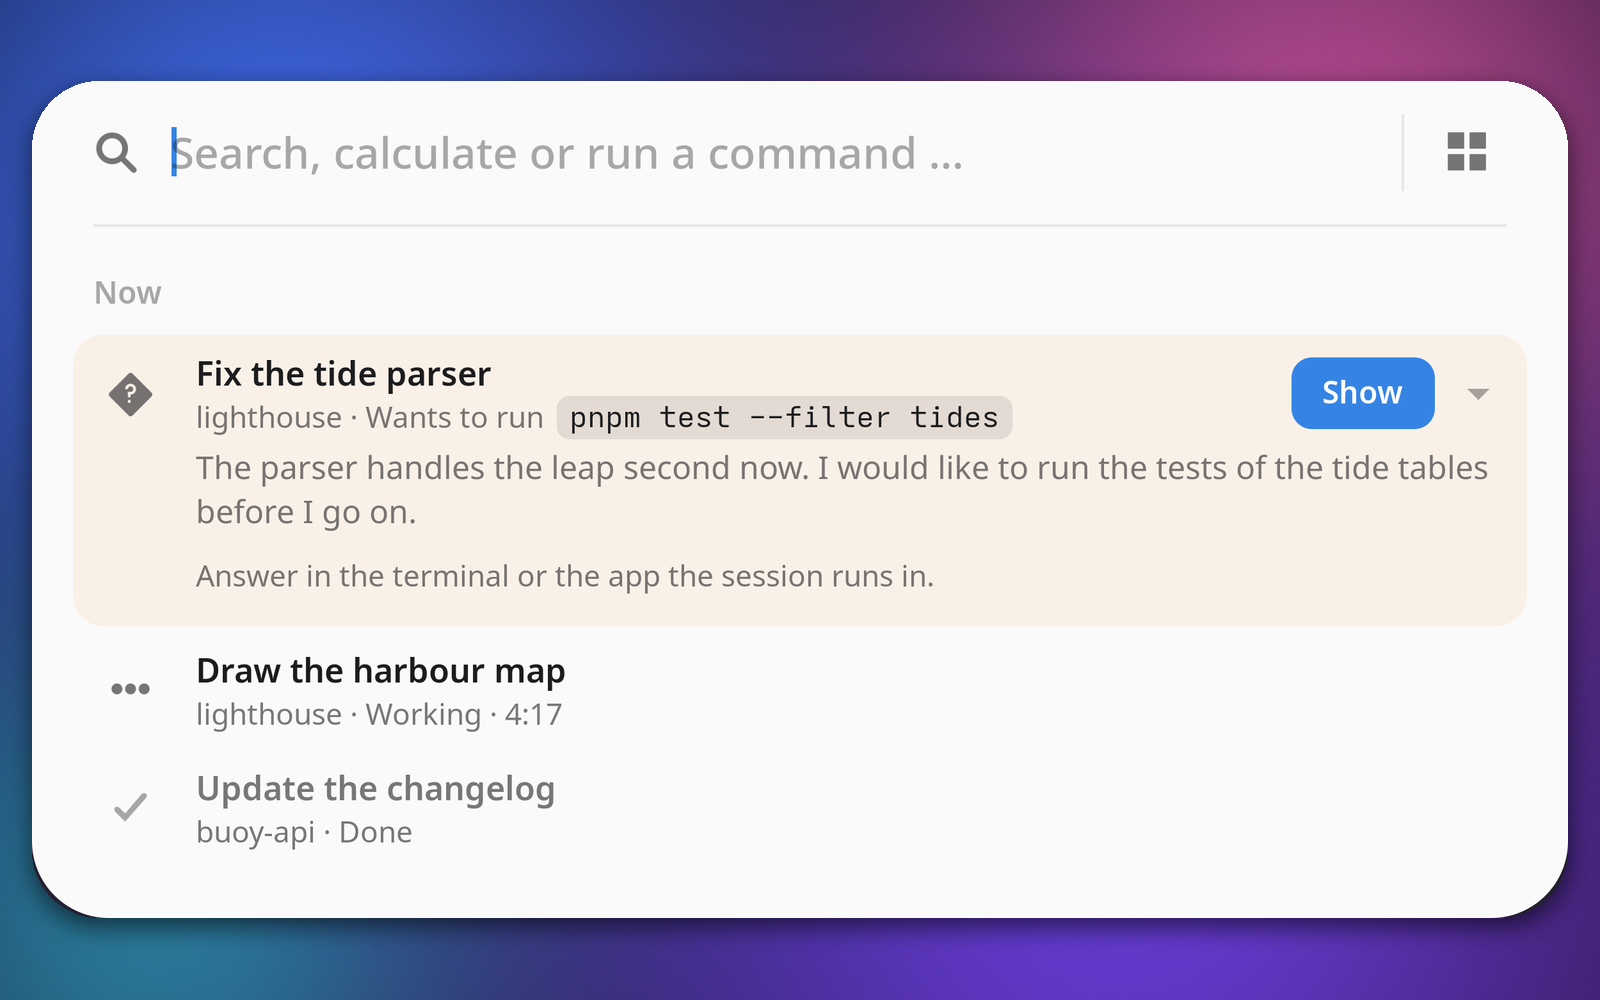 Search, calculate or run a command ...
Now
Fix the tide parser
lighthouse · Wants to run pnpm test --filter tides
Show
The parser handles the leap second now. I would like to run the tests of the tide tables
before I go on.
Answer in the terminal or the app the session runs in.
Draw the harbour map
lighthouse · Working · 4:17
Update the changelog
buoy-api · Done